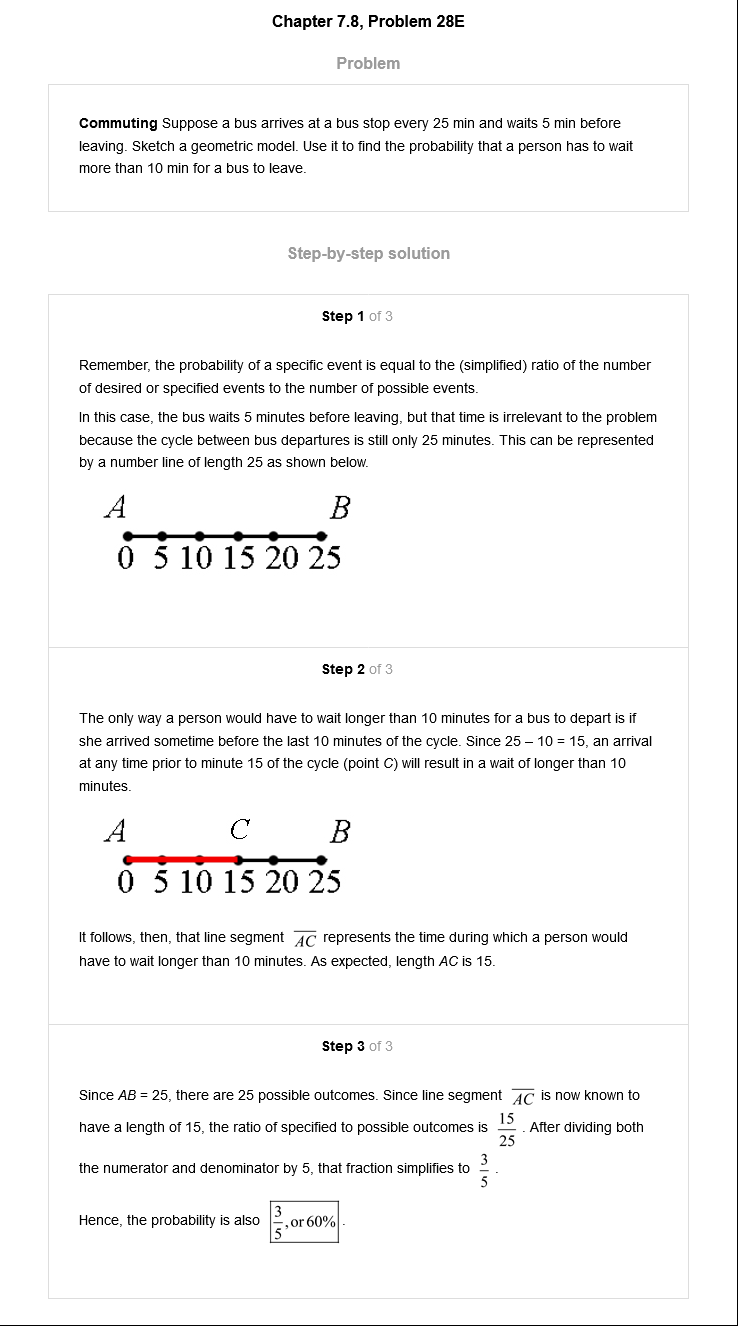 Chapter 7.8, Problem 28E
Problem
Commuting Suppose a bus arrives at a bus stop every 25 min and waits 5 min before
leaving. Sketch a geometric model. Use it to find the probability that a person has to wait
more than 10 min for a bus to leave.
Step-by-step solution
Step 1 of 3
Remember, the probability of a specific event is equal to the (simplified) ratio of the number
of desired or specified events to the number of possible events.
In this case, the bus waits 5 minutes before leaving, but that time is irrelevant to the problem
because the cycle between bus departures is still only 25 minutes. This can be represented
by a number line of length 25 as shown below.
A B
0 5 10 15 20 25
Step 2 of 3
The only way a person would have to wait longer than 10 minutes for a bus to depart is if
she arrived sometime before the last 10 minutes of the cycle. Since 25 – 10 = 15, an arrival
at any time prior to minute 15 of the cycle (point C) will result in a wait of longer than 10
minutes.
A C B
0 5 10 15 20 25
It follows, then, that line segment AC represents the time during which a person would
have to wait longer than 10 minutes. As expected, length AC is 15.
Step 3 of 3
Since AB = 25, there are 25 possible outcomes. Since line segment AC is now known to
have a length of 15, the ratio of specified to possible outcomes is 15/25. After dividing both
the numerator and denominator by 5, that fraction simplifies to 3/5.
Hence, the probability is also 3/5, or 60%.